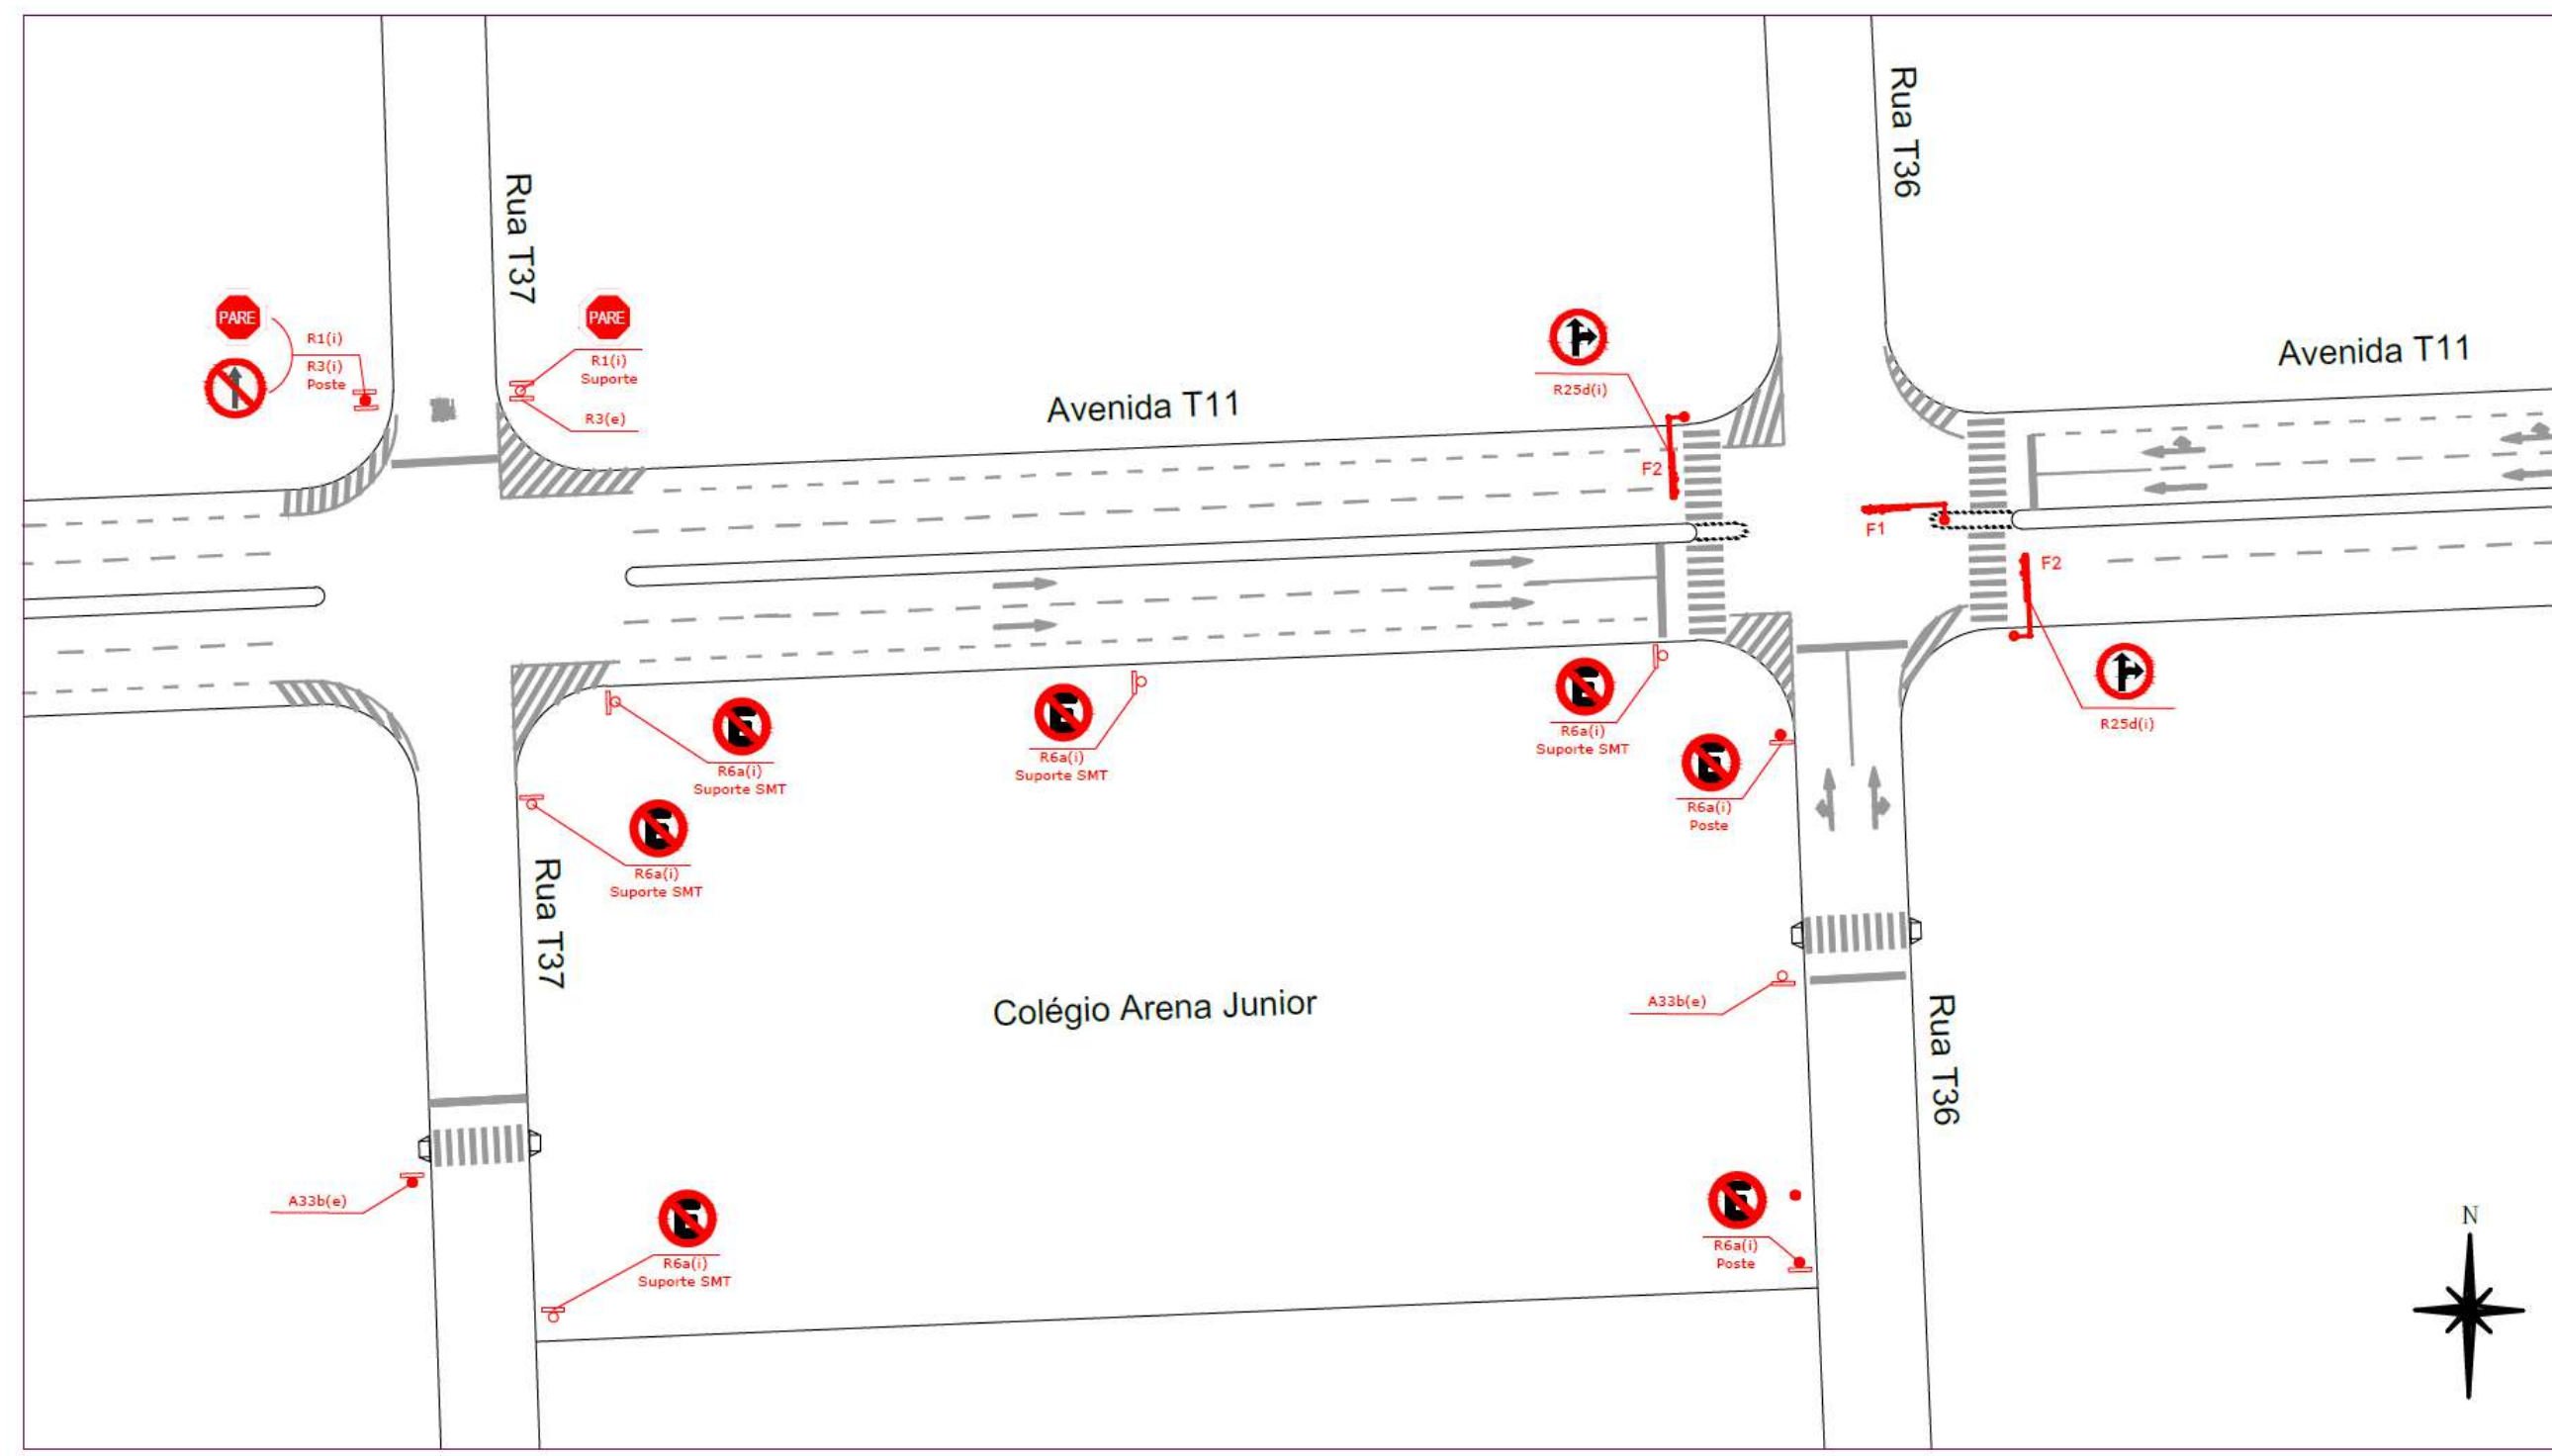 Rua T36
Rua T37
PARE
R1(i)
R3(i)
Poste
PARE
R1(i)
Suporte
R3(e)
Avenida T11
R25d(i)
F2
Avenida T11
F1
F2
R25d(i)
R6a(i)
Suporte SMT
E
R6a(i)
Suporte SMT
E
R6a(i)
Suporte SMT
E
R6a(i)
Poste
E
R6a(i)
Suporte SMT
E
Rua T37
Colégio Arena Junior
A33b(e)
Rua T36
A33b(e)
E
R6a(i)
Suporte SMT
E
R6a(i)
Poste
N